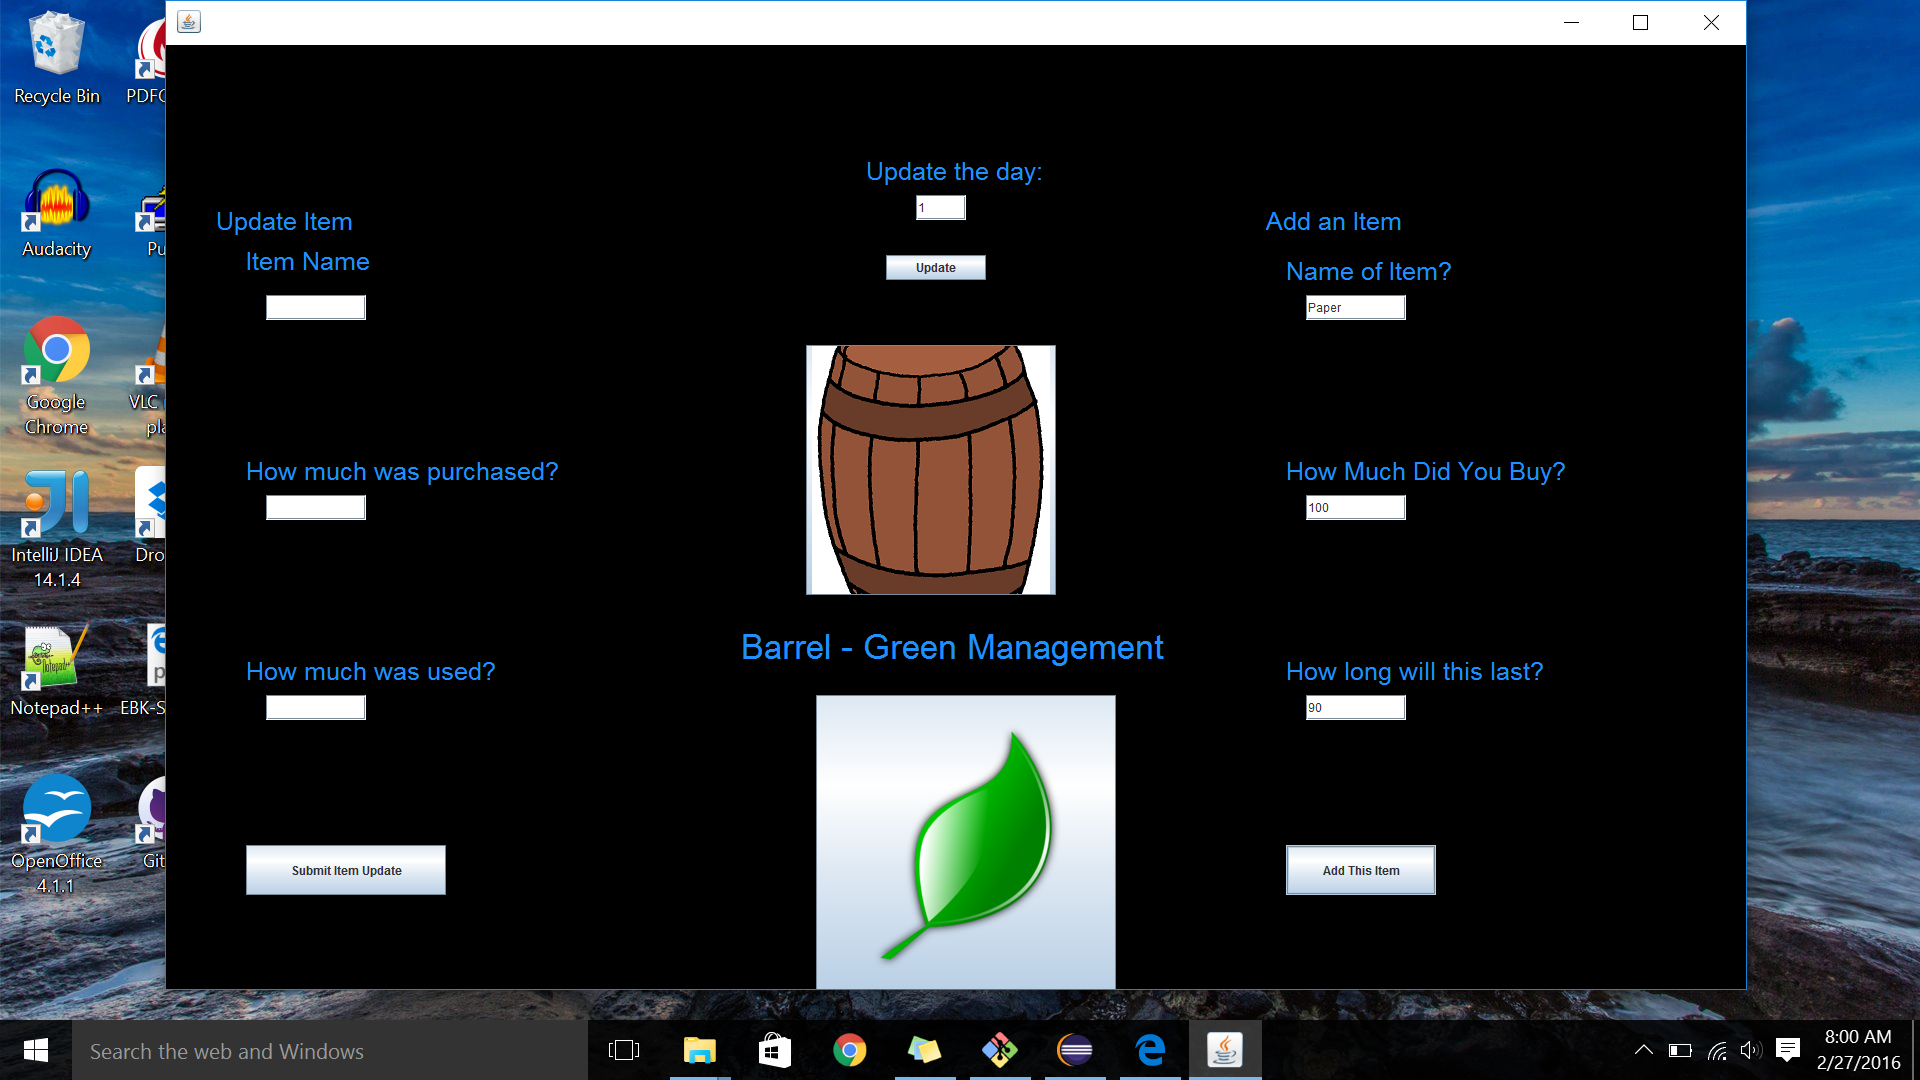 Recycle Bin
PDFC
Audacity
Pu
Google
Chrome
VLC
pla
IntelliJ IDEA
14.1.4
Dro
Notepad++
EBK-S
OpenOffice
4.1.1
Git
Update the day:
1
Update
Update Item
Item Name
How much was purchased?
How much was used?
Submit Item Update
Barrel - Green Management
Add an Item
Name of Item?
Paper
How Much Did You Buy?
100
How long will this last?
90
Add This Item
Search the web and Windows
8:00 AM
2/27/2016